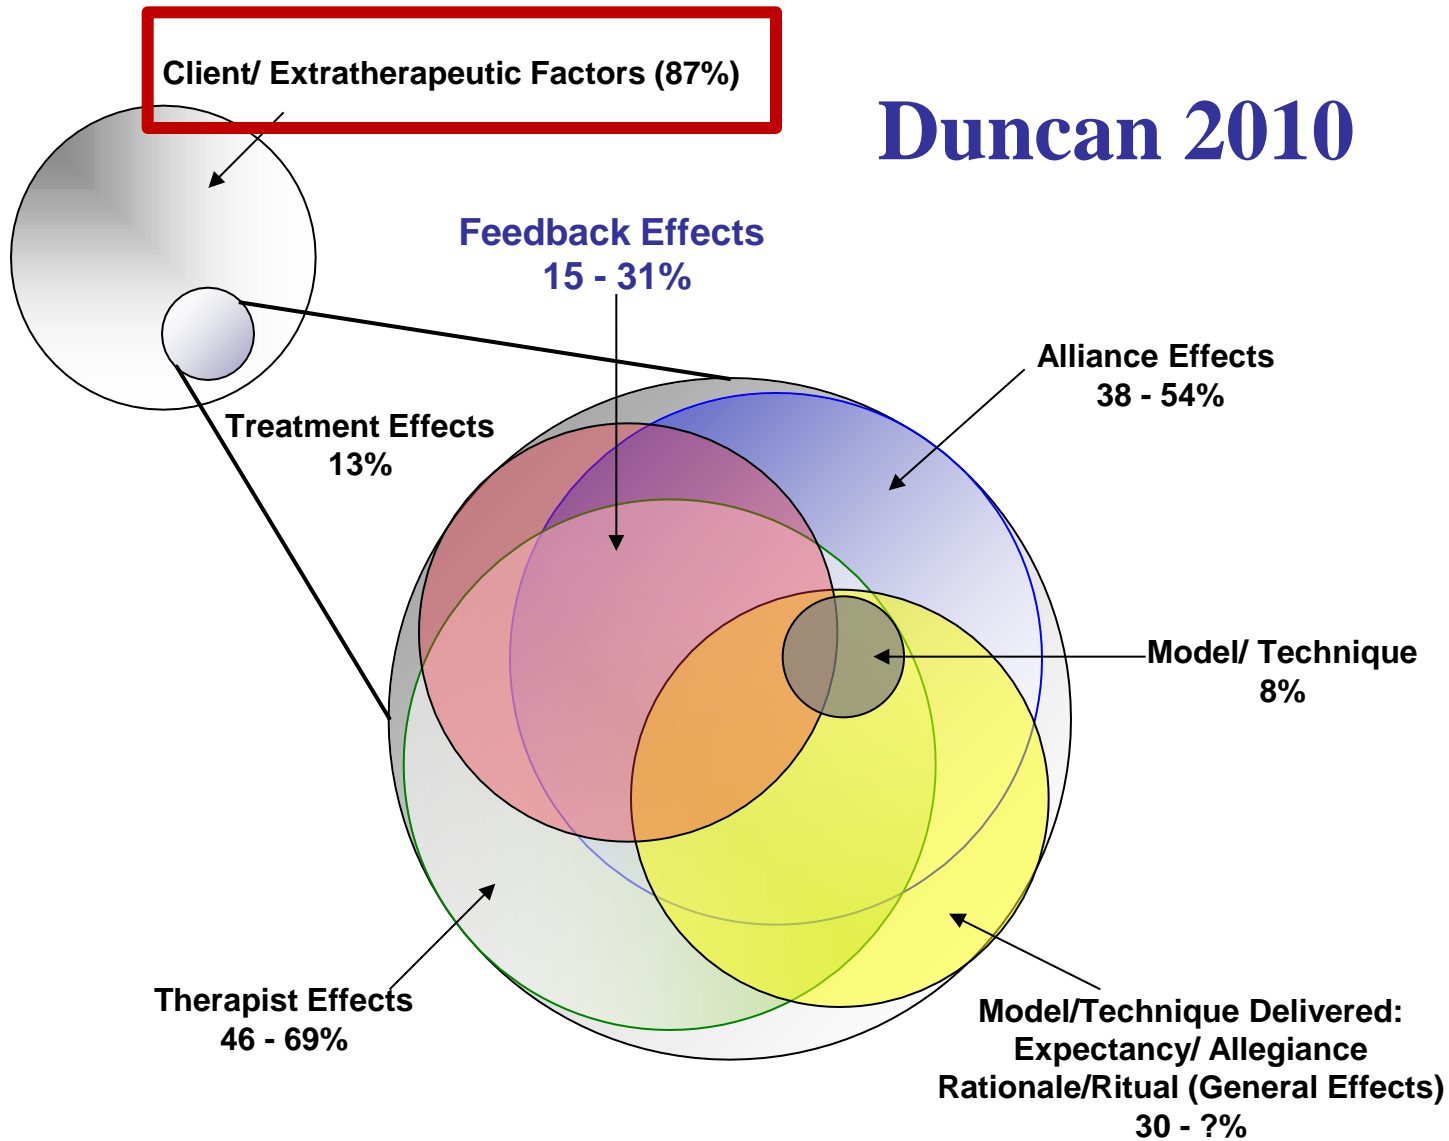 Client/ Extratherapeutic Factors (87%)
Duncan 2010
Feedback Effects
15 - 31%
Alliance Effects
38 - 54%
Treatment Effects
13%
Model/ Technique
8%
Therapist Effects
46 - 69%
Model/Technique Delivered:
Expectancy/ Allegiance
Rationale/Ritual (General Effects)
30 - ?%